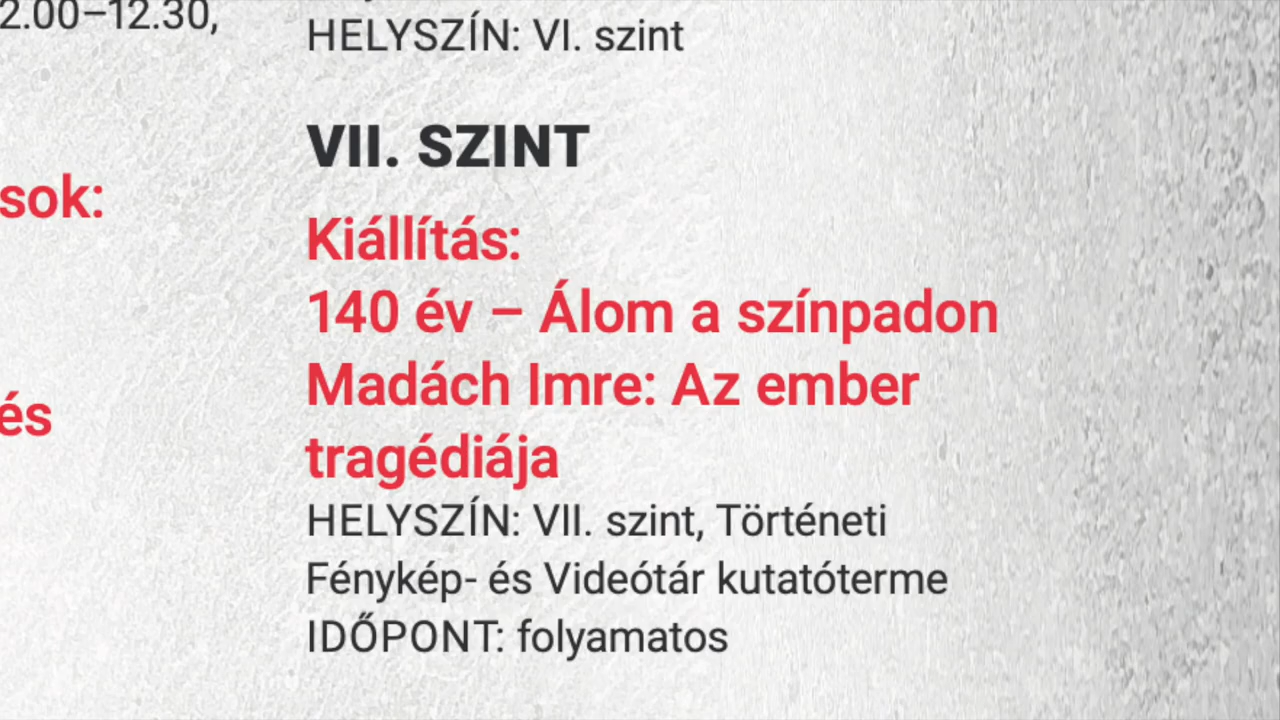 2.00–12.30,
sok:
és
HELYSZÍN: VI. szint
VII. SZINT
Kiállítás:
140 év – Álom a színpadon
Madách Imre: Az ember
tragédiája
HELYSZÍN: VII. szint, Történeti
Fénykép- és Videótár kutatóterme
IDŐPONT: folyamatos